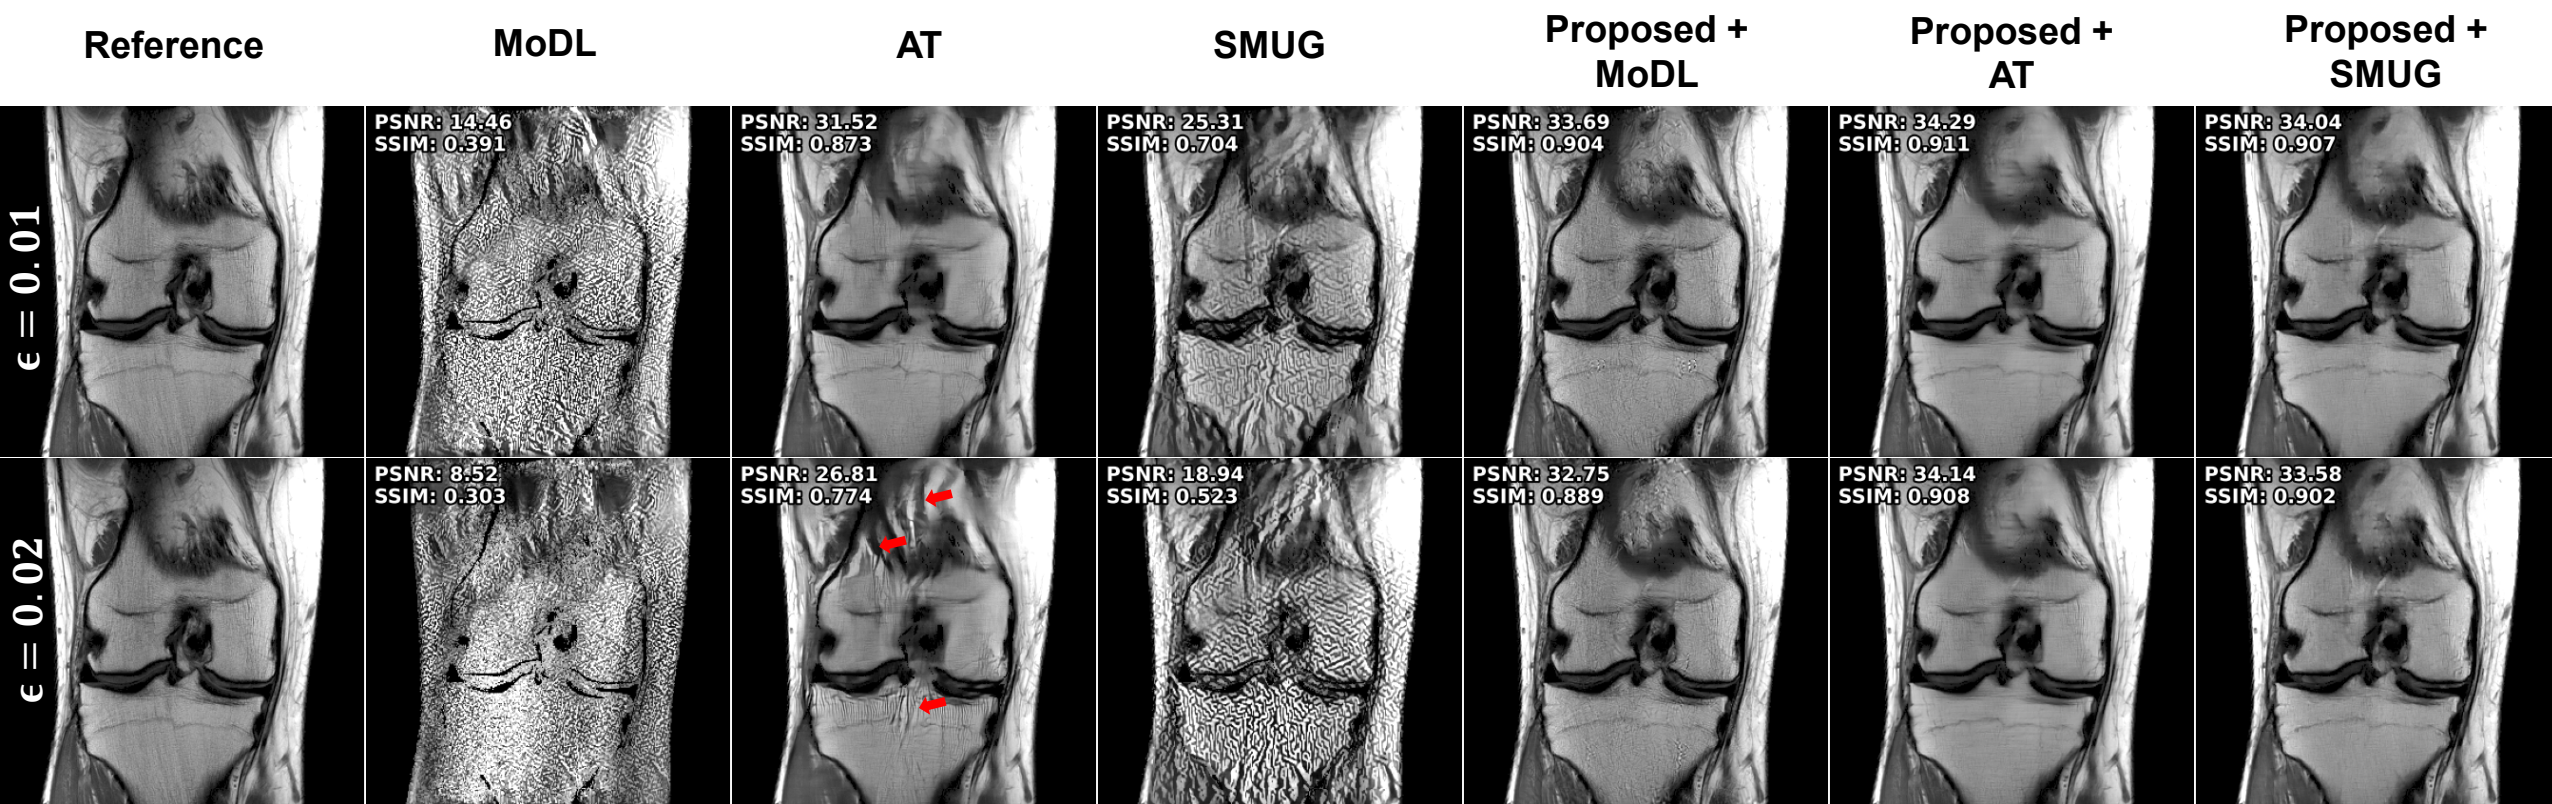 Reference
MoDL
AT
SMUG
Proposed +
MoDL
Proposed +
AT
Proposed +
SMUG
ϵ = 0.01
PSNR: 14.46
SSIM: 0.391
PSNR: 31.52
SSIM: 0.873
PSNR: 25.31
SSIM: 0.704
PSNR: 33.69
SSIM: 0.904
PSNR: 34.29
SSIM: 0.911
PSNR: 34.04
SSIM: 0.907
ϵ = 0.02
PSNR: 8.52
SSIM: 0.303
PSNR: 26.81
SSIM: 0.774
PSNR: 18.94
SSIM: 0.523
PSNR: 32.75
SSIM: 0.889
PSNR: 34.14
SSIM: 0.908
PSNR: 33.58
SSIM: 0.902